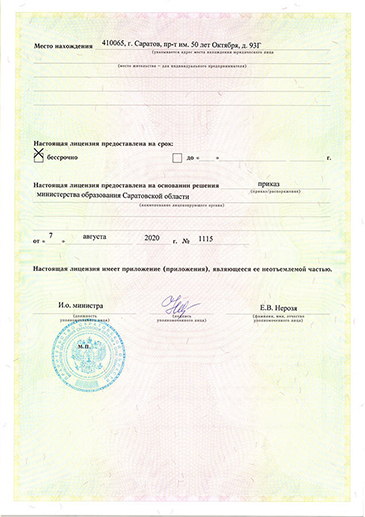 Место нахождения 410065, г. Саратов, пр-т им. 50 лет Октября, д. 93Г
(указывается адрес места нахождения юридического лица
(место жительства – для индивидуального предпринимателя)
Настоящая лицензия предоставлена на срок:
бессрочно до « » г.
Настоящая лицензия предоставлена на основании решения приказ
(приказ/распоряжение)
министерства образования Саратовской области
(наименование лицензирующего органа)
от « 7 » августа 2020 г. № 1115
Настоящая лицензия имеет приложение (приложения), являющееся ее неотъемлемой частью.
И.о. министра Е.В. Нерозя
(должность уполномоченного лица) (подпись уполномоченного лица) (фамилия, имя, отчество уполномоченного лица)
М.П.